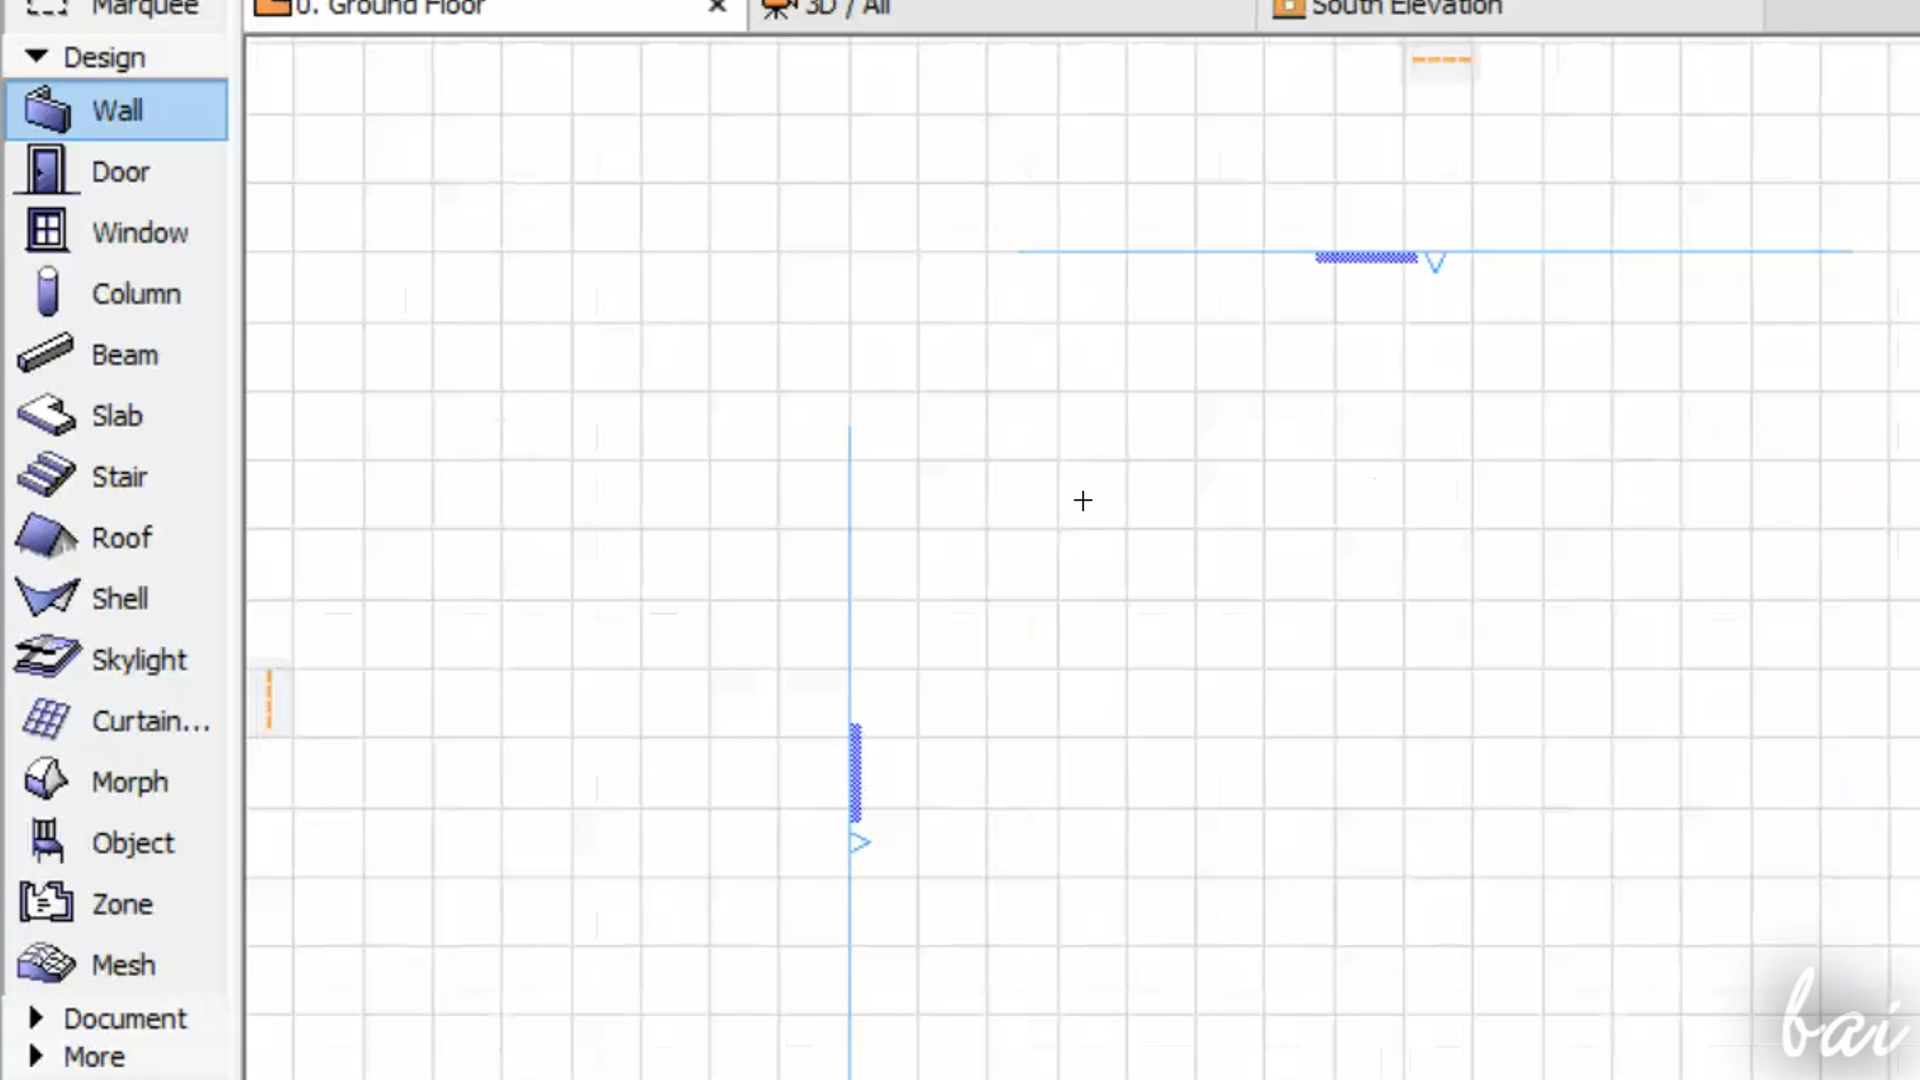 Marquee
0. Ground Floor
3D / All
South Elevation
Design
Wall
Door
Window
Column
Beam
Slab
Stair
Roof
Shell
Skylight
Curtain...
Morph
Object
Zone
Mesh
Document
More
bai